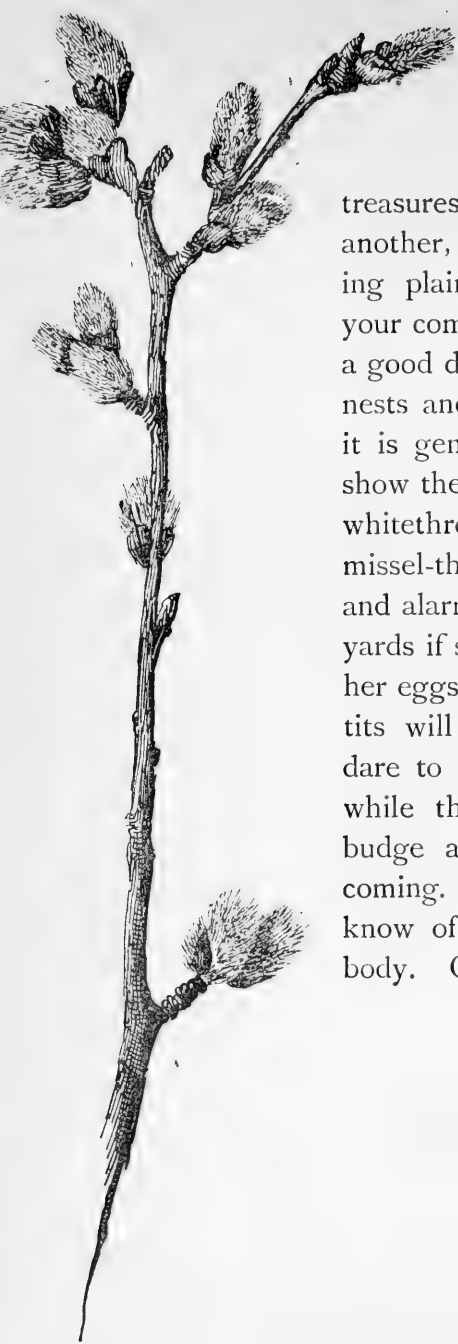 treasures
another,
ing plain
your com
a good d
nests and
it is gen
show the
whitethr
missel-th
and alarm
yards if s
her eggs
tits will
dare to
while th
budge a
coming.
know of
body. C